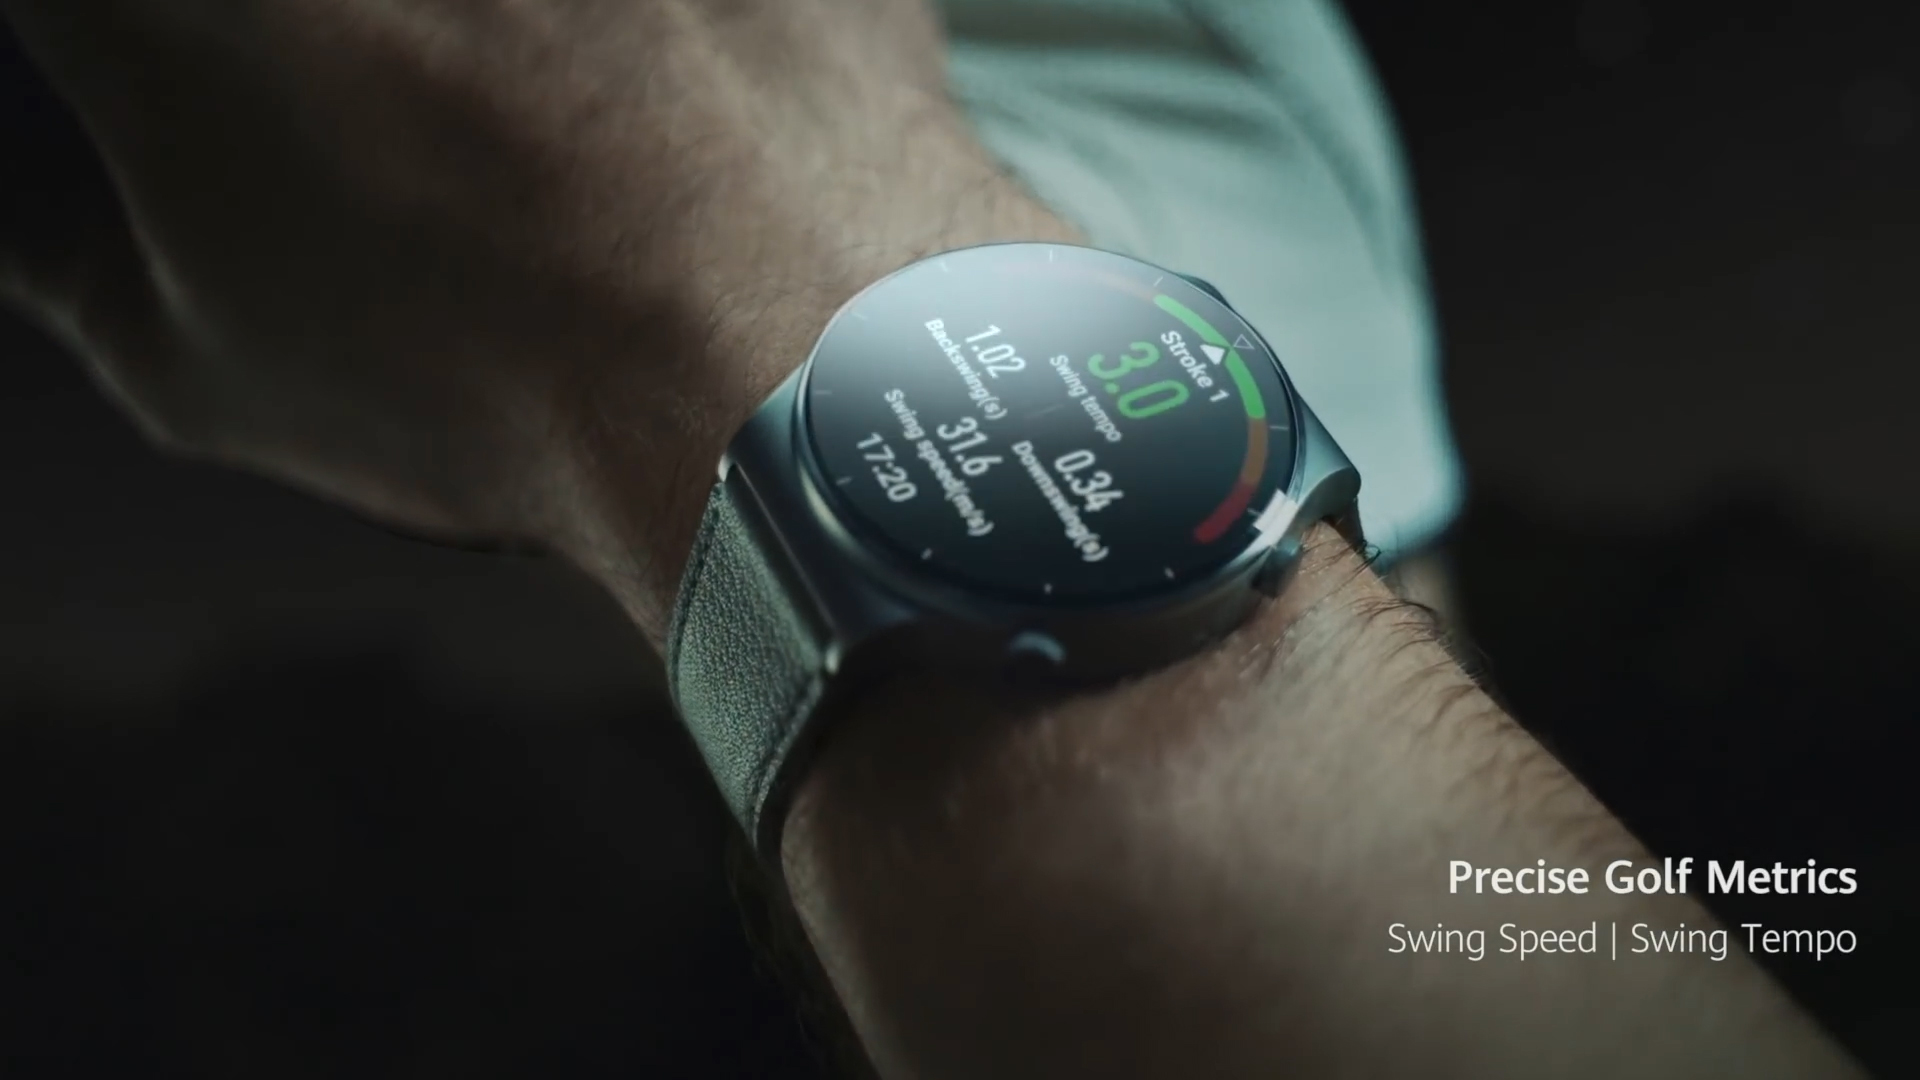 Stroke 1
3.0
Swing tempo
1.02
Backswing(s)
0.34
Downswing(s)
31.6
Swing speed(m/s)
17:20
Precise Golf Metrics
Swing Speed | Swing Tempo